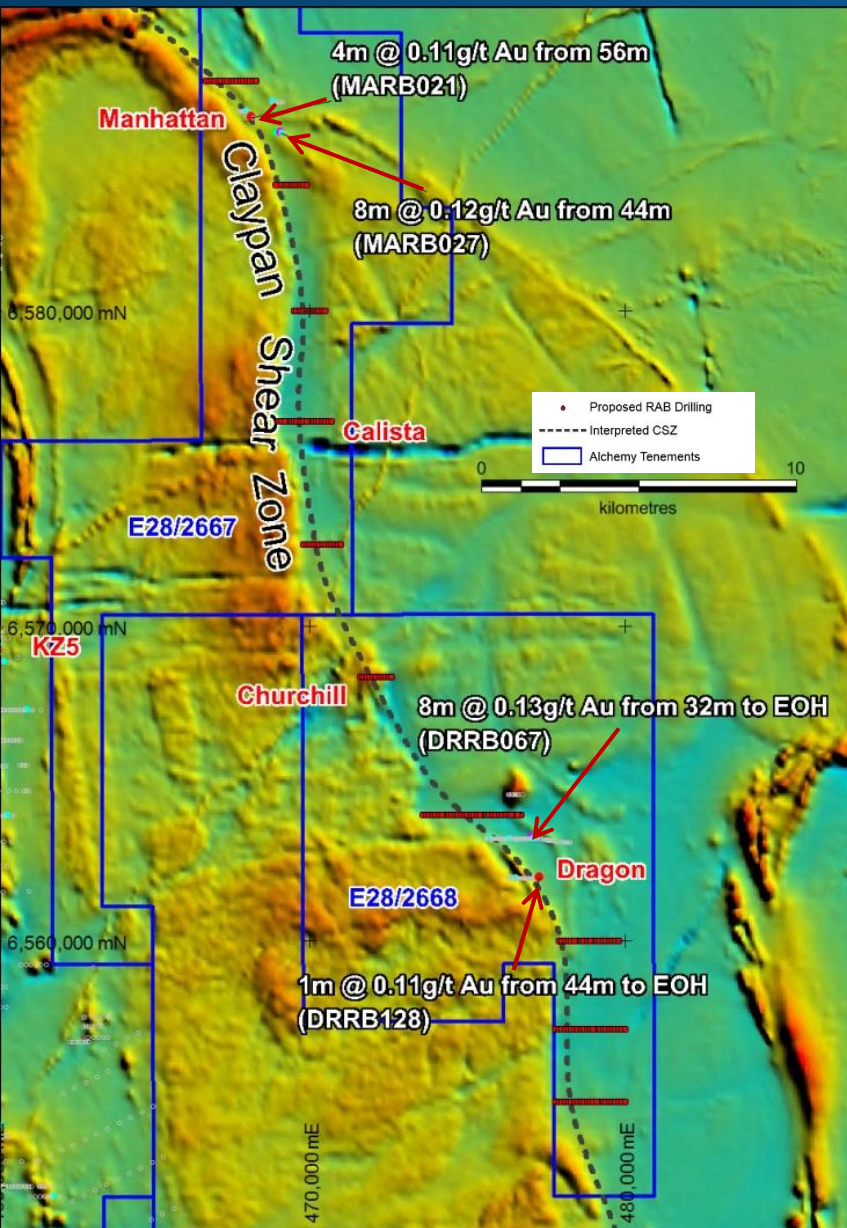 4m @ 0.11g/t Au from 56m
(MARB021)
Manhattan
Claypan Shear Zone
8m @ 0.12g/t Au from 44m
(MARB027)
6,580,000 mN
Proposed RAB Drilling
Interpreted CSZ
Alchemy Tenements
Calista
0 10
kilometres
E28/2667
6,570,000 mN
KZ5
Churchill
8m @ 0.13g/t Au from 32m to EOH
(DRRB067)
Dragon
E28/2668
6,560,000 mN
1m @ 0.11g/t Au from 44m to EOH
(DRRB128)
470,000 mE
480,000 mE